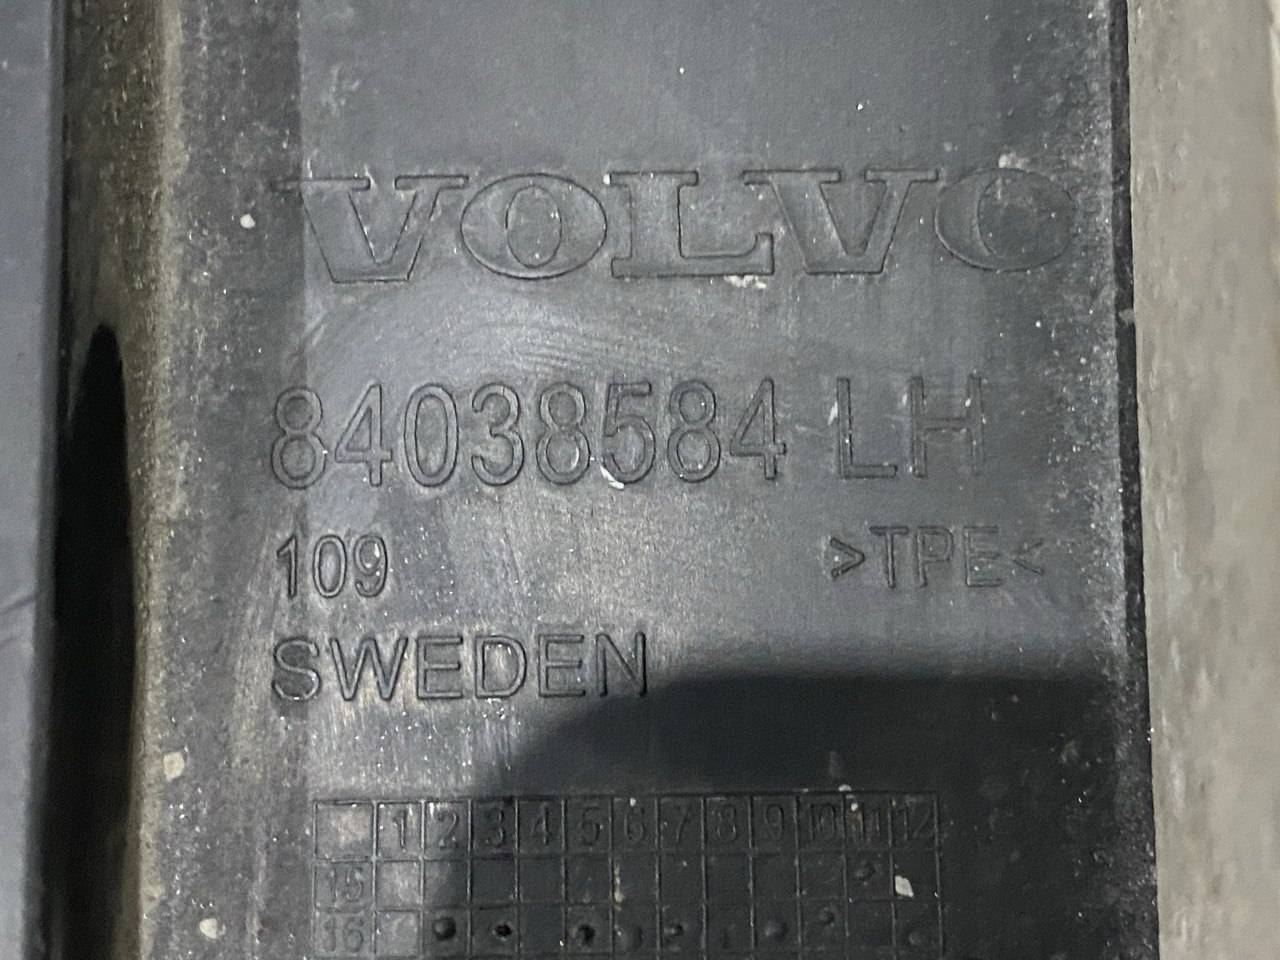 VOLVO
84038584 LH
109 >TPE<
SWEDEN
1 2 3 4 5 6 7 8 9 10 11 12
15
16